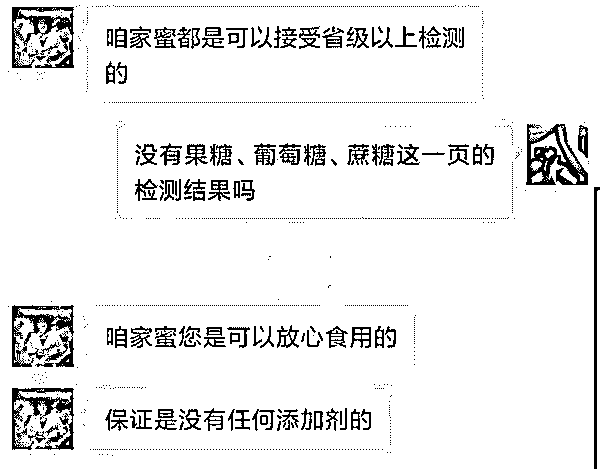 咱家蜜都是可以接受省级以上检测
的
没有果糖、葡萄糖、蔗糖这一页的
检测结果吗
咱家蜜您是可以放心食用的
保证是没有任何添加剂的